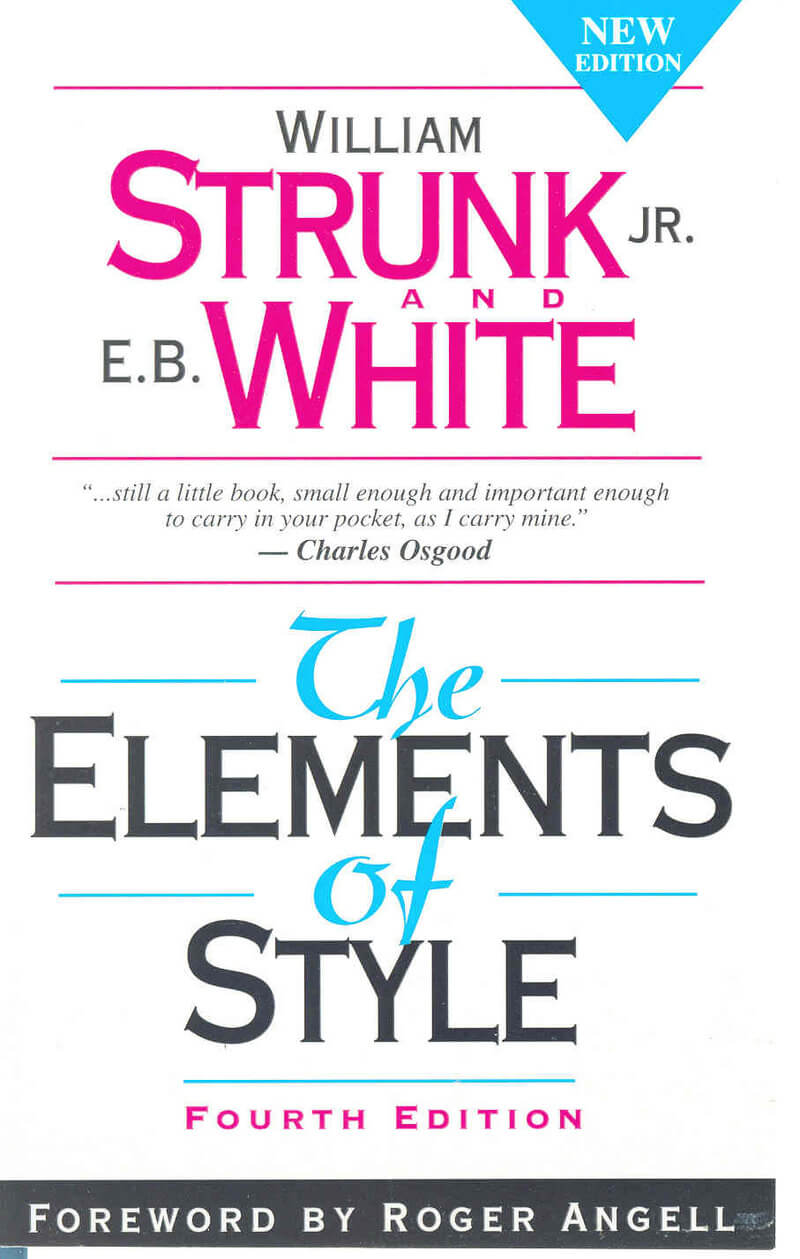 NEW
EDITION
WILLIAM
STRUNK JR.
AND
E.B. WHITE
“...still a little book, small enough and important enough
to carry in your pocket, as I carry mine.”
— Charles Osgood
The
ELEMENTS
of
STYLE
FOURTH EDITION
FOREWORD BY ROGER ANGELL